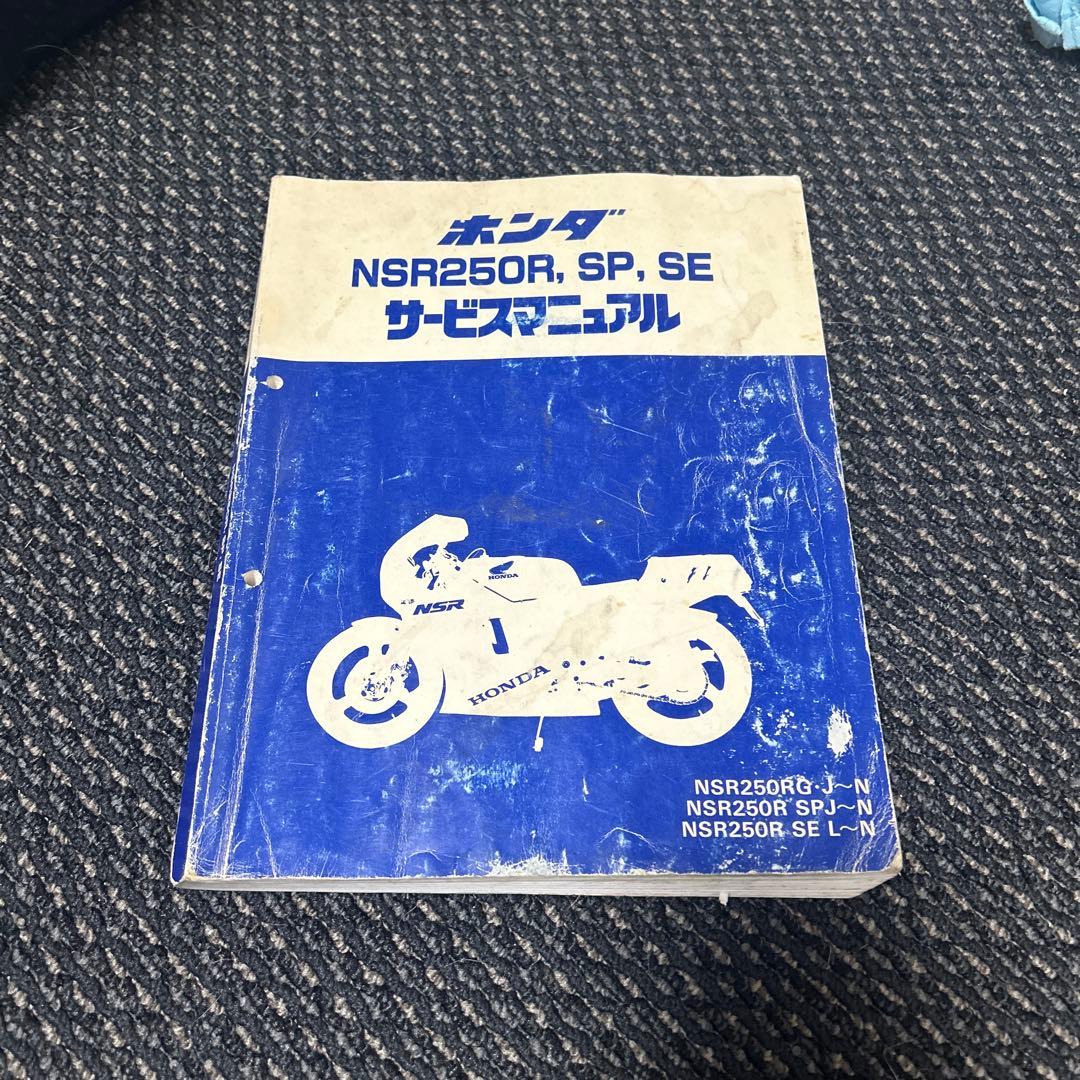 ホンダ
NSR250R, SP, SE
サービスマニュアル
HONDA
NSR
HONDA
NSR250RG·J〜N
NSR250R SPJ〜N
NSR250R SE L〜N